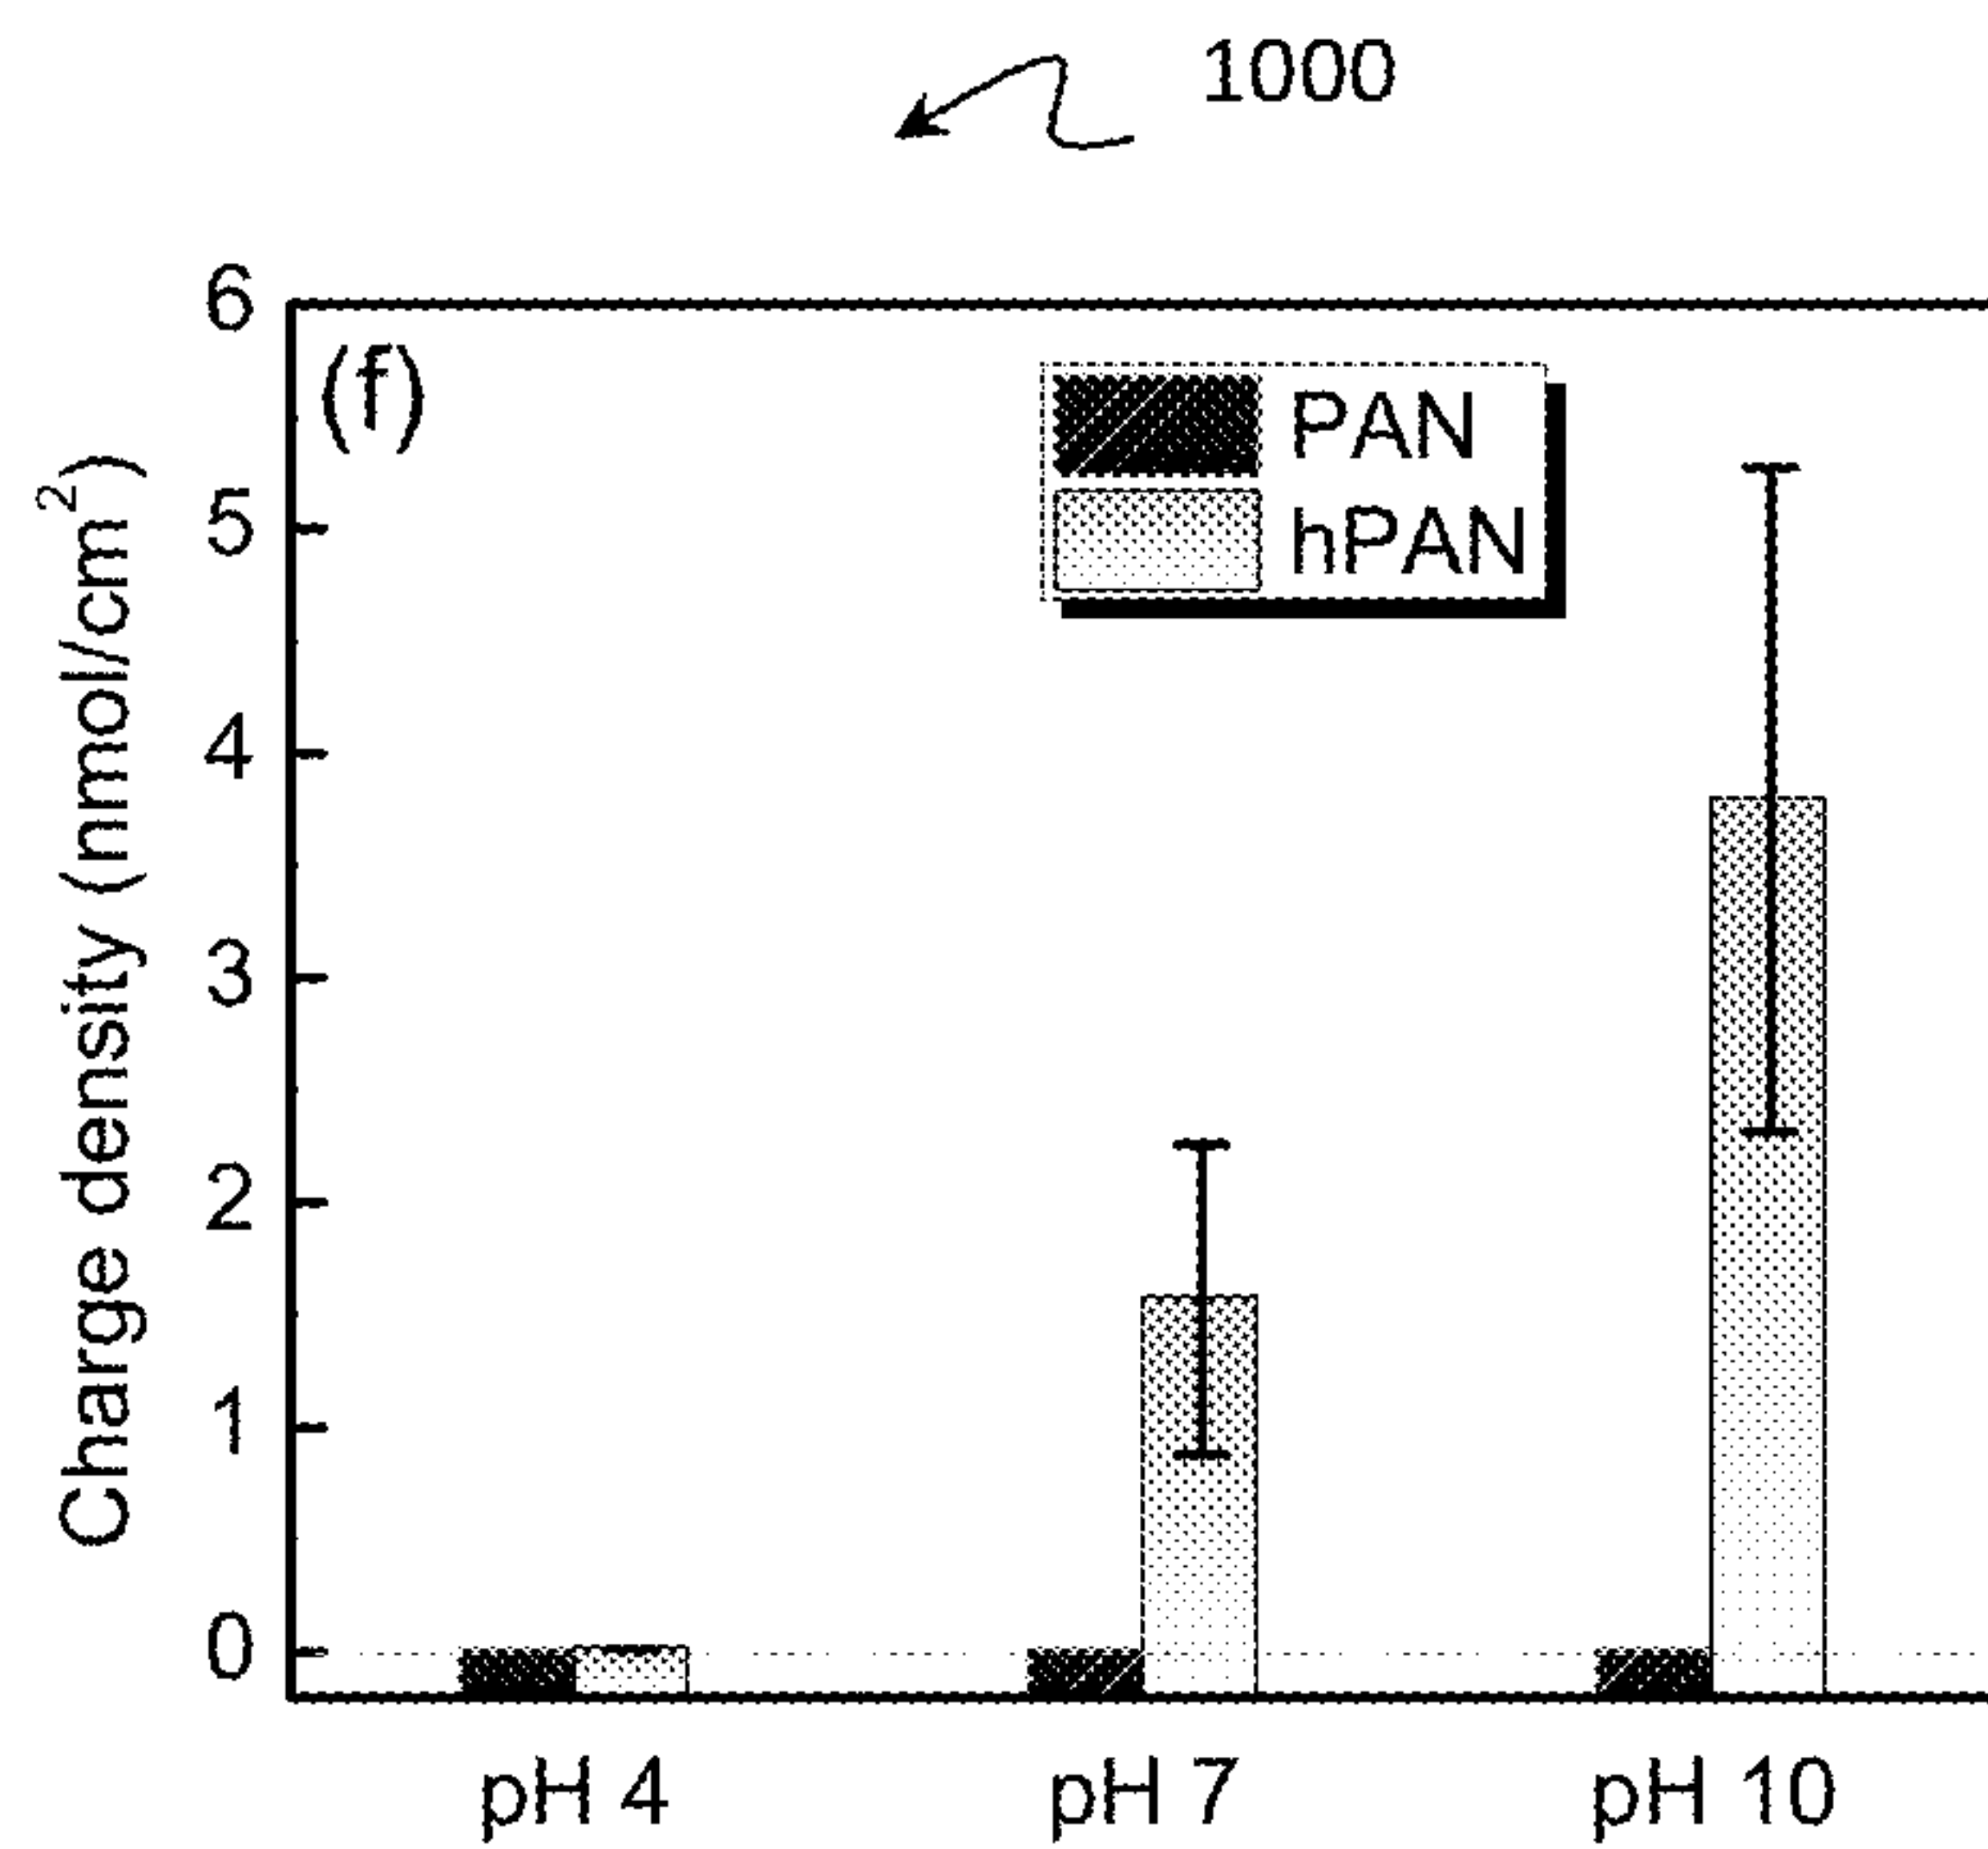 1000
(f)
PAN
hPAN
Charge density (nmol/cm²)
6
5
4
3
2
1
0
pH 4
pH 7
pH 10